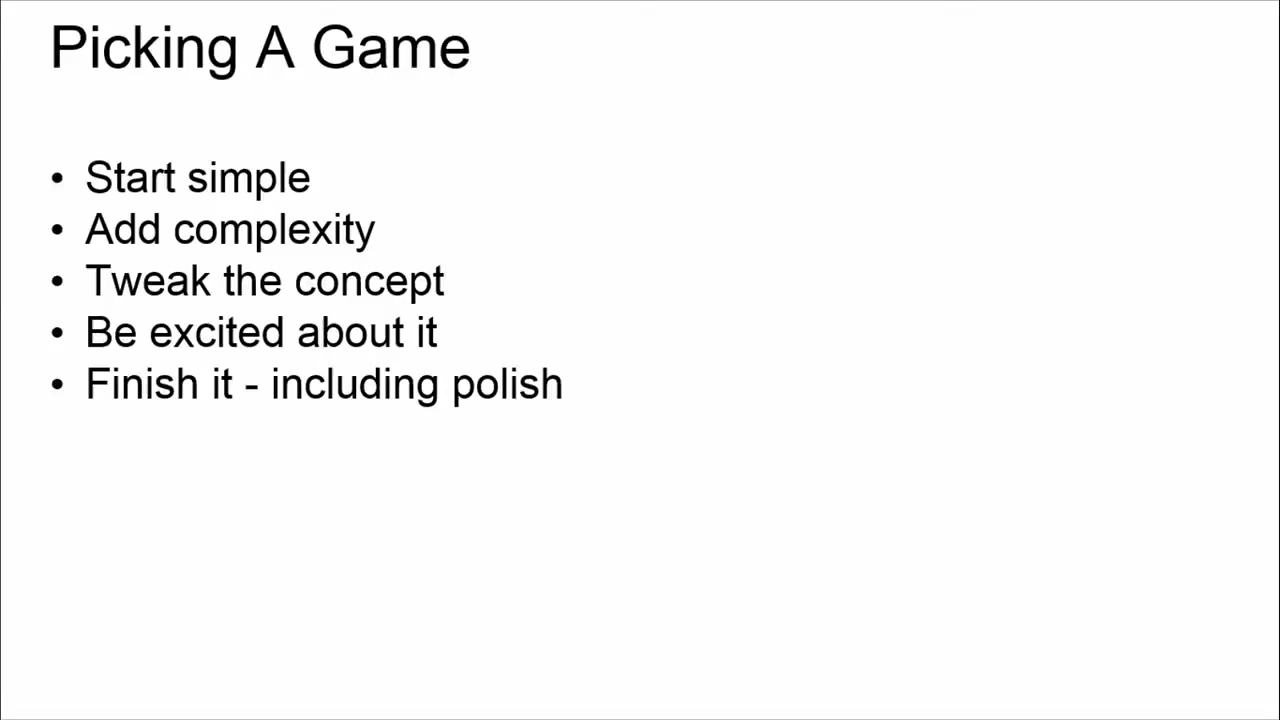 Picking A Game
• Start simple
• Add complexity
• Tweak the concept
• Be excited about it
• Finish it - including polish